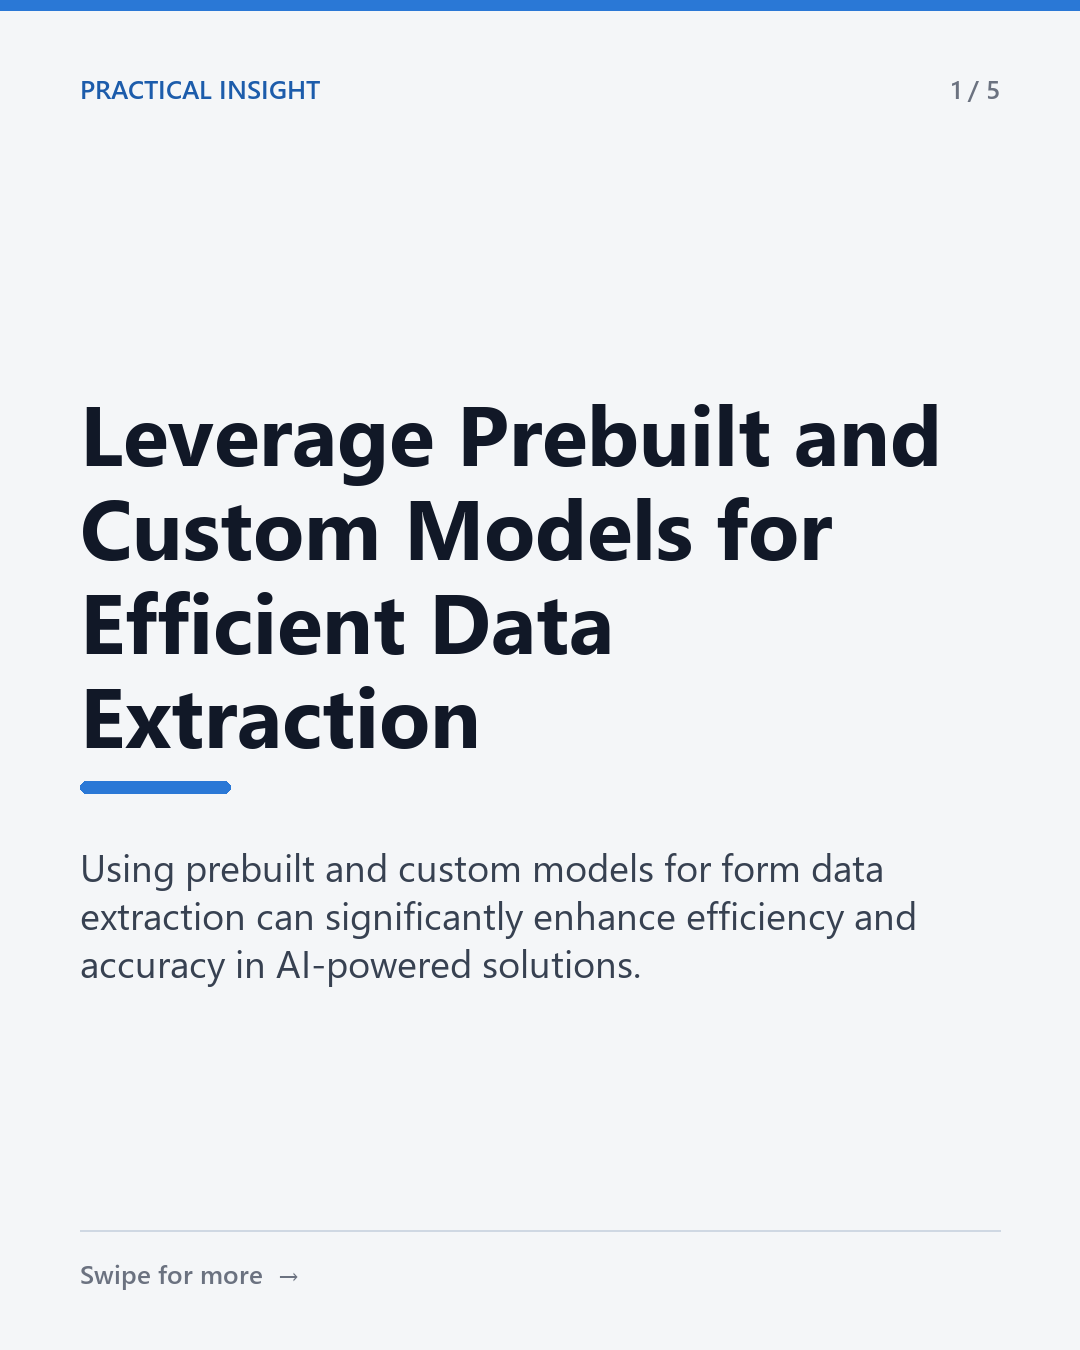 PRACTICAL INSIGHT
1 / 5
Leverage Prebuilt and
Custom Models for
Efficient Data
Extraction
Using prebuilt and custom models for form data
extraction can significantly enhance efficiency and
accuracy in AI-powered solutions.
Swipe for more →